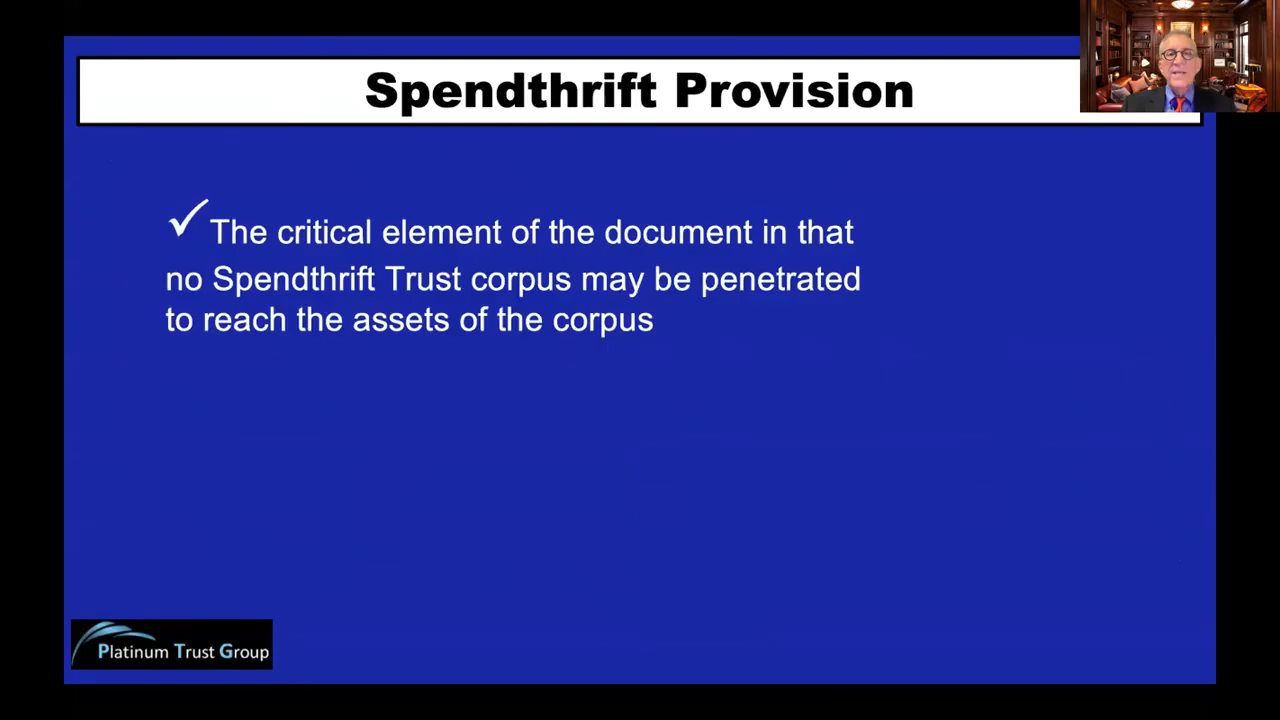 Spendthrift Provision
✓The critical element of the document in that
no Spendthrift Trust corpus may be penetrated
to reach the assets of the corpus
Platinum Trust Group